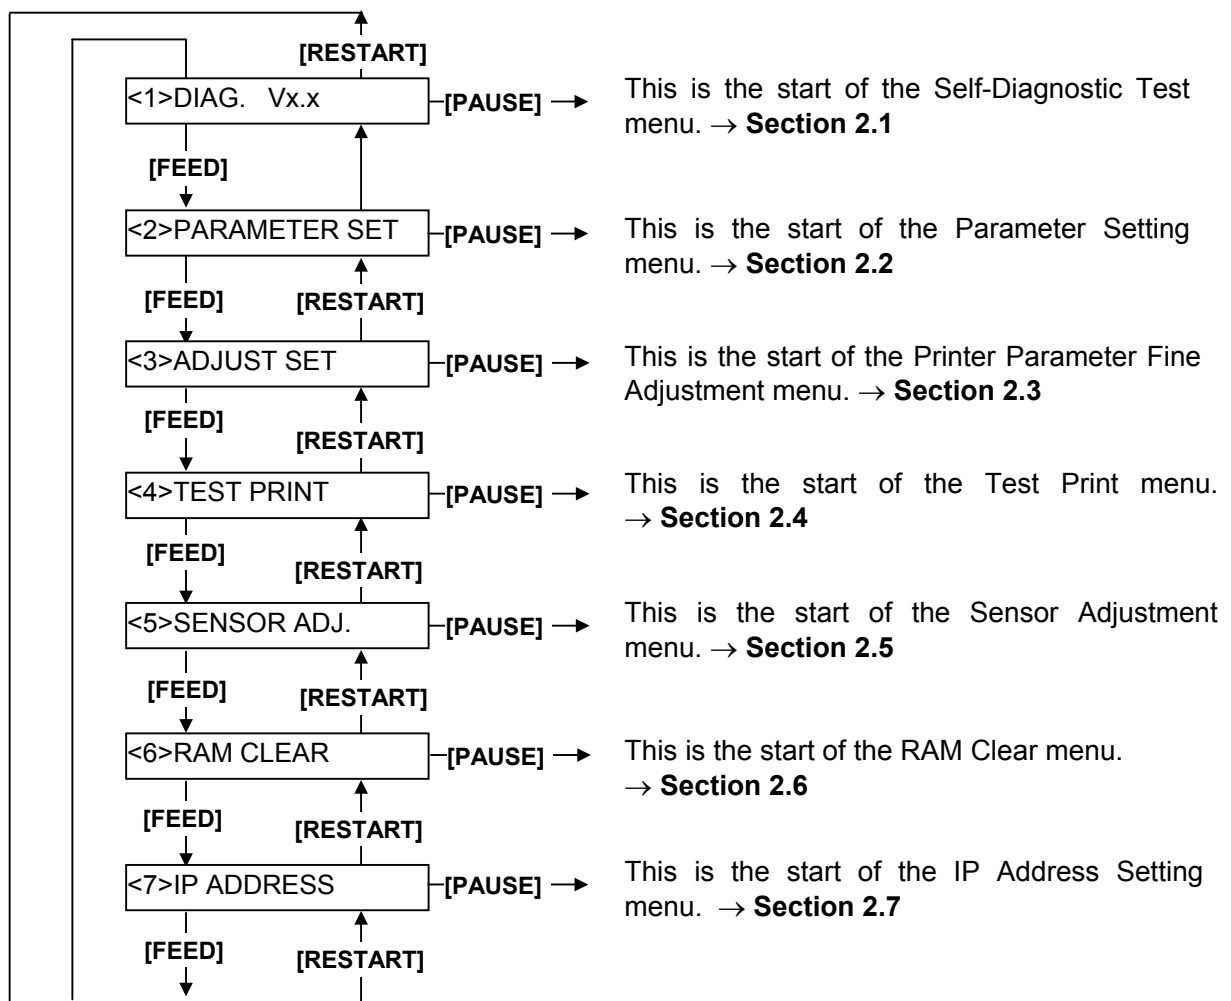 [RESTART]
<1>DIAG. Vx.x
[PAUSE]
This is the start of the Self-Diagnostic Test
menu. → Section 2.1
[FEED]
<2>PARAMETER SET
[PAUSE]
This is the start of the Parameter Setting
menu. → Section 2.2
[FEED]
[RESTART]
<3>ADJUST SET
[PAUSE]
This is the start of the Printer Parameter Fine
Adjustment menu. → Section 2.3
[FEED]
[RESTART]
<4>TEST PRINT
[PAUSE]
This is the start of the Test Print menu.
→ Section 2.4
[FEED]
[RESTART]
<5>SENSOR ADJ.
[PAUSE]
This is the start of the Sensor Adjustment
menu. → Section 2.5
[FEED]
[RESTART]
<6>RAM CLEAR
[PAUSE]
This is the start of the RAM Clear menu.
→ Section 2.6
[FEED]
[RESTART]
<7>IP ADDRESS
[PAUSE]
This is the start of the IP Address Setting
menu. → Section 2.7
[FEED]
[RESTART]